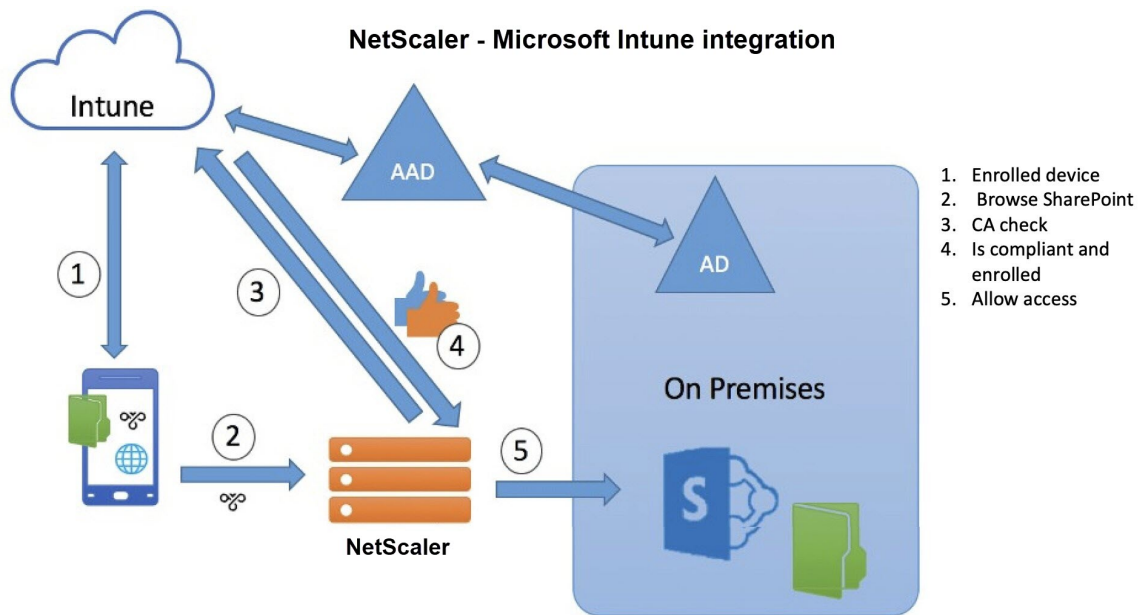 NetScaler - Microsoft Intune integration
Intune
AAD
AD
1. Enrolled device
2. Browse SharePoint
3. CA check
4. Is compliant and
enrolled
5. Allow access
1
3
4
On Premises
2
5
S
NetScaler